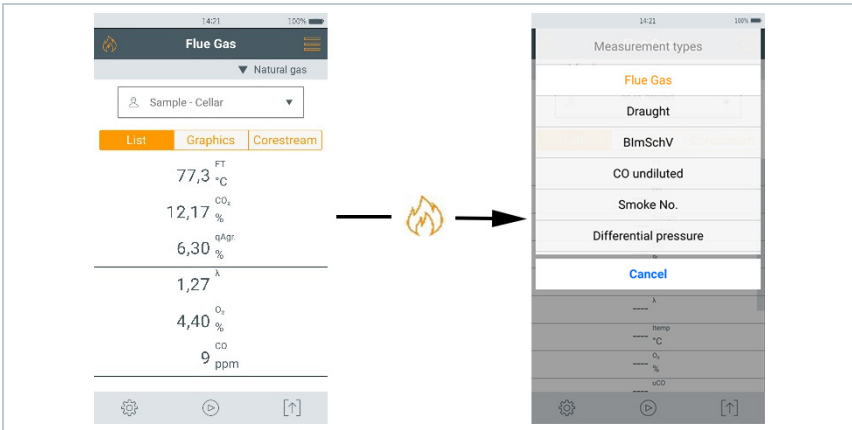 14:21 100%
Flue Gas
▼ Natural gas
Sample - Cellar ▼
List Graphics Corestream
77,3 FT °C
12,17 CO₂ %
6,30 qAgr. %
1,27 λ
4,40 O₂ %
9 CO ppm
14:21 100%
Measurement types
Flue Gas
Draught
BImSchV
CO undiluted
Smoke No.
Differential pressure
Cancel
---- λ
---- htemp °C
---- O₂ %
uCO